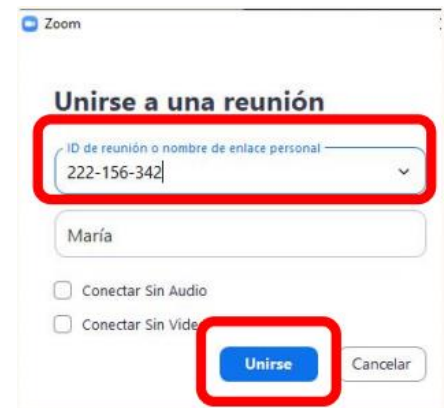 Zoom
Unirse a una reunión
ID de reunión o nombre de enlace personal
222-156-342
María
Conectar Sin Audio
Conectar Sin Vide
Unirse
Cancelar